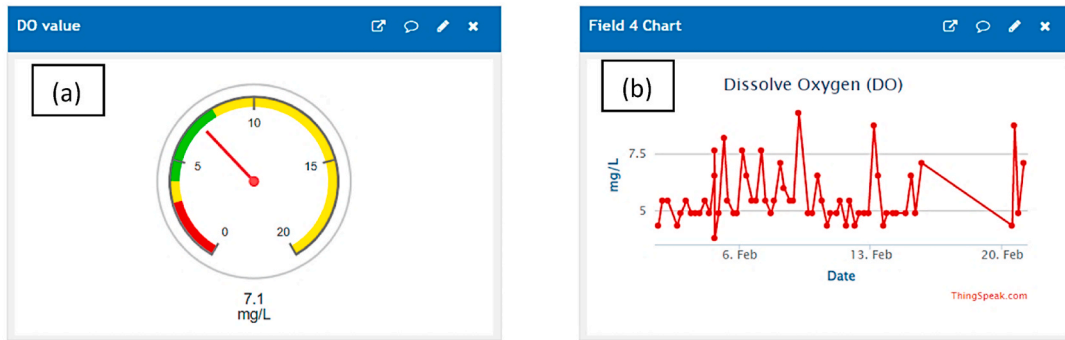 DO value
(a)
10
5
15
0
20
7.1
mg/L
Field 4 Chart
(b)
Dissolve Oxygen (DO)
7.5
5
mg/L
6. Feb
13. Feb
20. Feb
Date
ThingSpeak.com